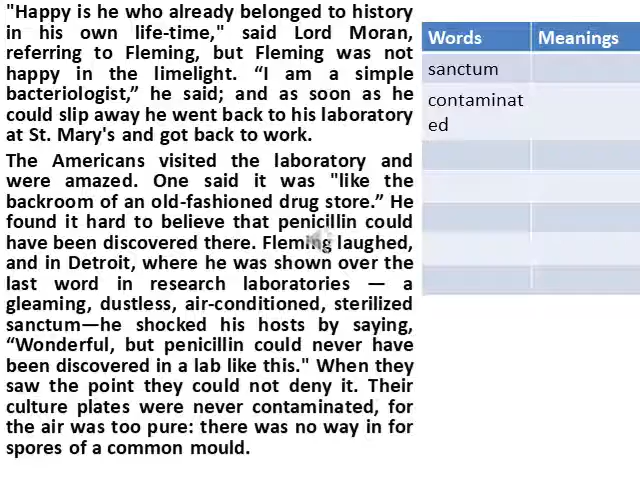 "Happy is he who already belonged to history
in his own life-time," said Lord Moran,
referring to Fleming, but Fleming was not
happy in the limelight. “I am a simple
bacteriologist,” he said; and as soon as he
could slip away he went back to his laboratory
at St. Mary's and got back to work.
The Americans visited the laboratory and
were amazed. One said it was "like the
backroom of an old-fashioned drug store.” He
found it hard to believe that penicillin could
have been discovered there. Fleming laughed,
and in Detroit, where he was shown over the
last word in research laboratories — a
gleaming, dustless, air-conditioned, sterilized
sanctum—he shocked his hosts by saying,
“Wonderful, but penicillin could never have
been discovered in a lab like this." When they
saw the point they could not deny it. Their
culture plates were never contaminated, for
the air was too pure: there was no way in for
spores of a common mould.
Words Meanings
sanctum
contaminat
ed